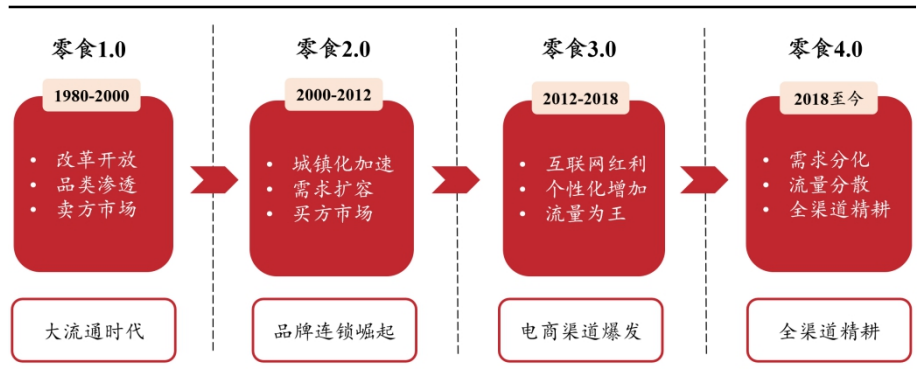 零食1.0
1980-2000
• 改革开放
• 品类渗透
• 卖方市场
大流通时代
零食2.0
2000-2012
• 城镇化加速
• 需求扩容
• 买方市场
品牌连锁崛起
零食3.0
2012-2018
• 互联网红利
• 个性化增加
• 流量为王
电商渠道爆发
零食4.0
2018至今
• 需求分化
• 流量分散
• 全渠道精耕
全渠道精耕